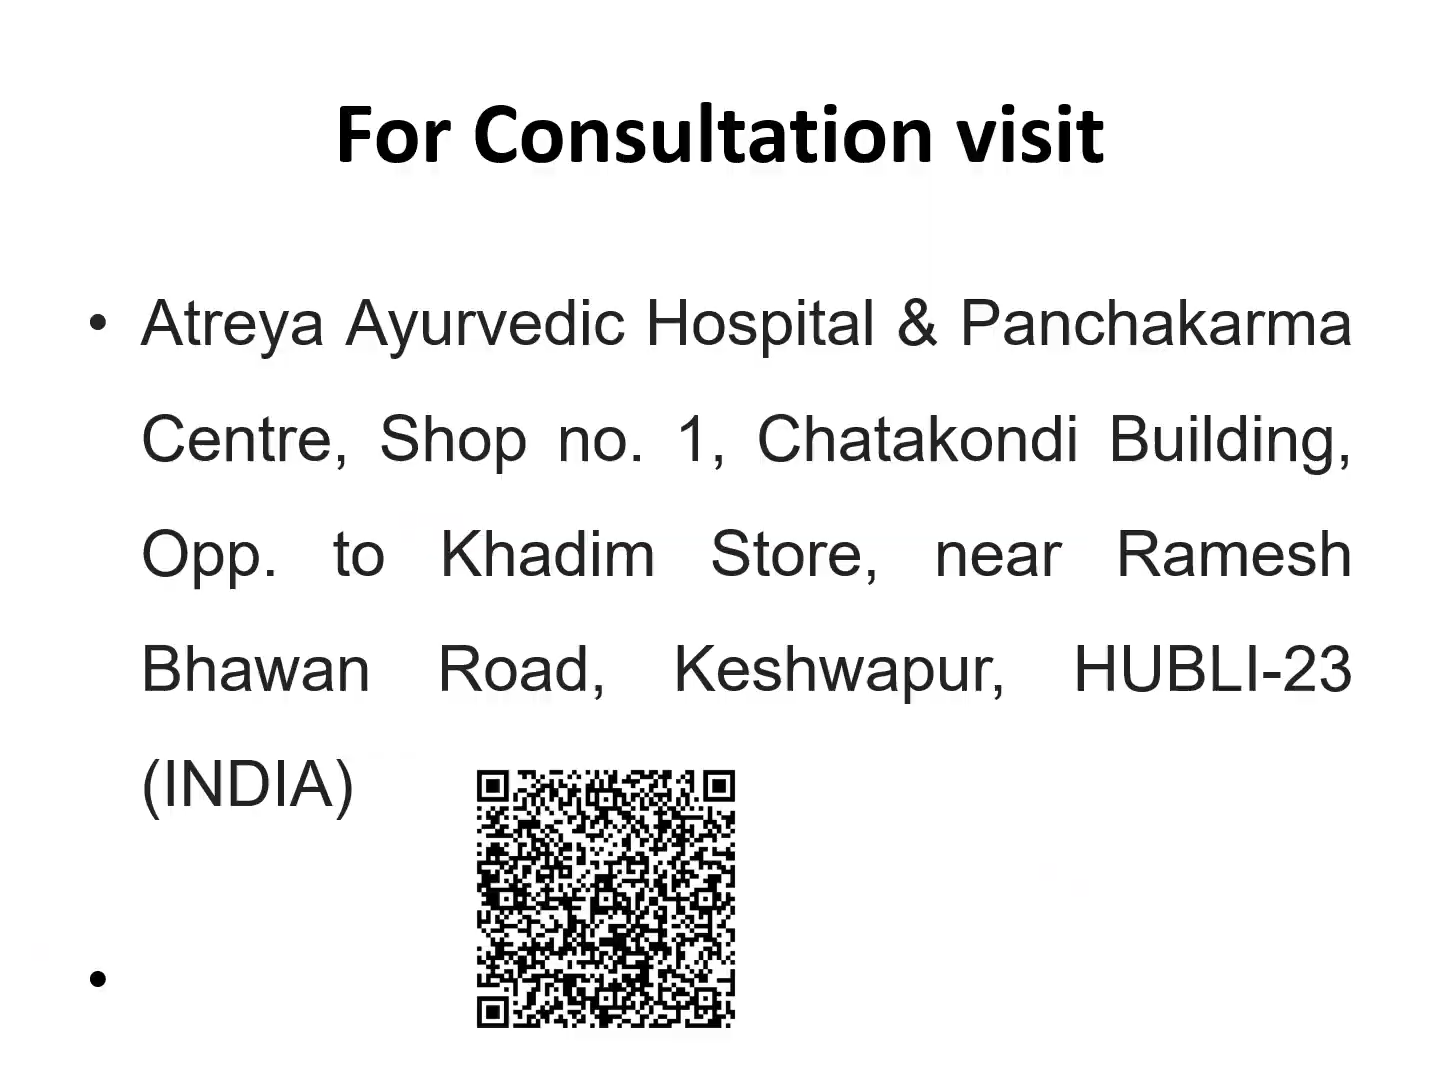 For Consultation visit
• Atreya Ayurvedic Hospital & Panchakarma
Centre, Shop no. 1, Chatakondi Building,
Opp. to Khadim Store, near Ramesh
Bhawan Road, Keshwapur, HUBLI-23
(INDIA)
•